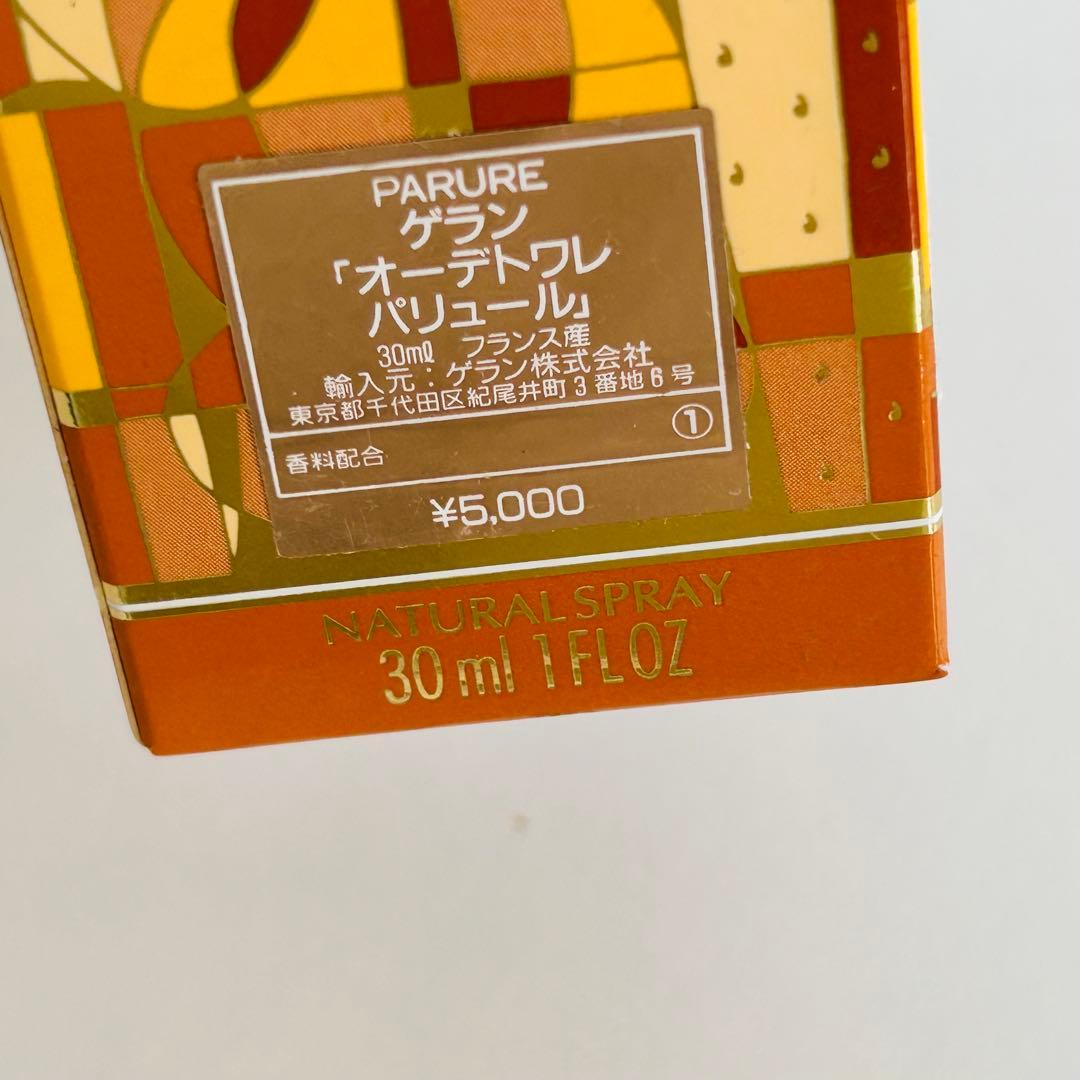 PARURE
ゲラン
「オーデトワレ
パリュール」
30mℓ フランス産
輸入元：ゲラン株式会社
東京都千代田区紀尾井町3番地6号
①
香料配合
¥5,000
NATURAL SPRAY
30 ml 1 FL OZ